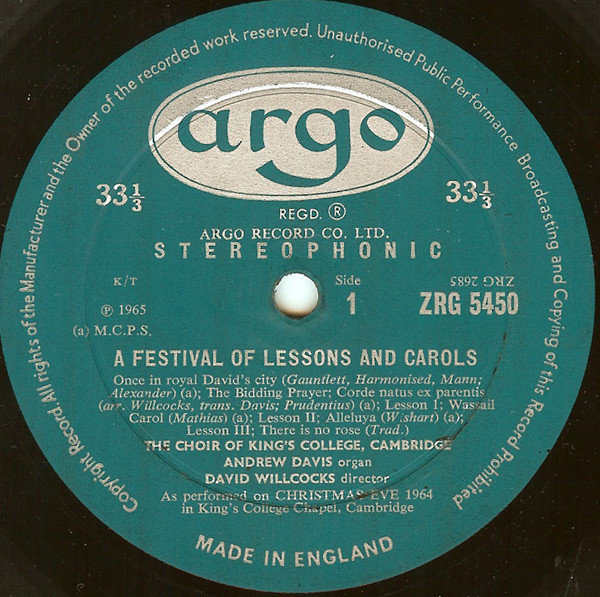 Copyright Record. All rights of the Manufacturer and the Owner of the recorded work reserved. Unauthorised Public Performance. Broadcasting and Copying of this Record Prohibited
argo
33⅓
33⅓
REGD. ®
ARGO RECORD CO. LTD.
STEREOPHONIC
K/T
Side
ZRG 2685
℗ 1965
1
ZRG 5450
(a) M.C.P.S.
A FESTIVAL OF LESSONS AND CAROLS
Once in royal David's city (Gauntlett, Harmonised, Mann;
Alexander) (a); The Bidding Prayer; Corde natus ex parentis
(arr. Willcocks, trans. Davis; Prudentius) (a); Lesson I; Wassail
Carol (Mathias) (a); Lesson II; Alleluya (W.shart) (a);
Lesson III; There is no rose (Trad.)
THE CHOIR OF KING'S COLLEGE, CAMBRIDGE
ANDREW DAVIS organ
DAVID WILLCOCKS director
As performed on CHRISTMAS EVE 1964
in King's College Chapel, Cambridge
MADE IN ENGLAND